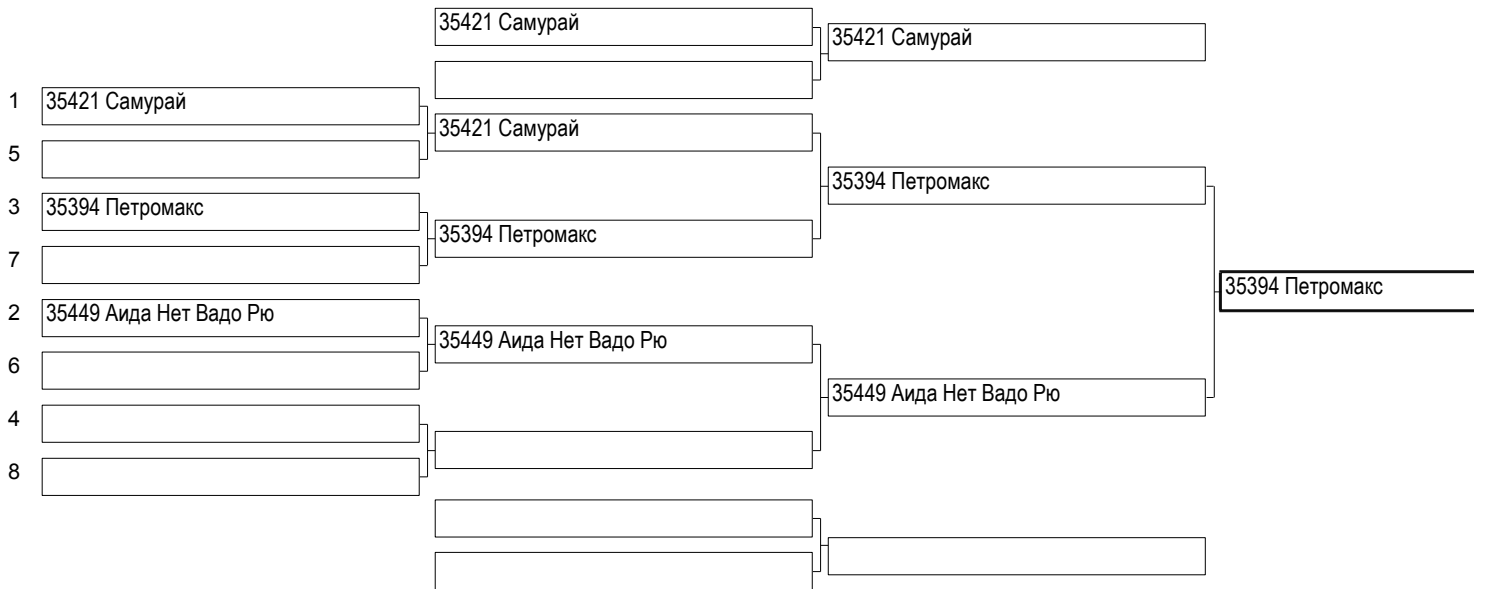 35421 Самурай
35421 Самурай
1 35421 Самурай
35421 Самурай
5
35394 Петромакс
3 35394 Петромакс
35394 Петромакс
7
35394 Петромакс
2 35449 Аида Нет Вадо Рю
35449 Аида Нет Вадо Рю
6
35449 Аида Нет Вадо Рю
4
8